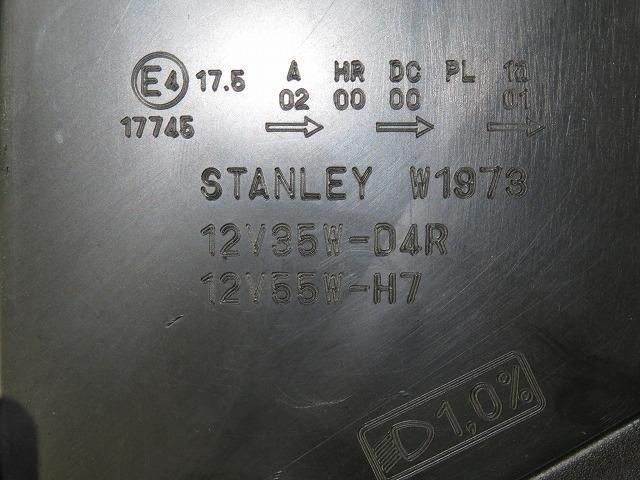 E4 17.5 A HR DC PL 1a
02 00 00 01
17745
STANLEY W1973
12V35W-D4R
12V55W-H7
1,0%